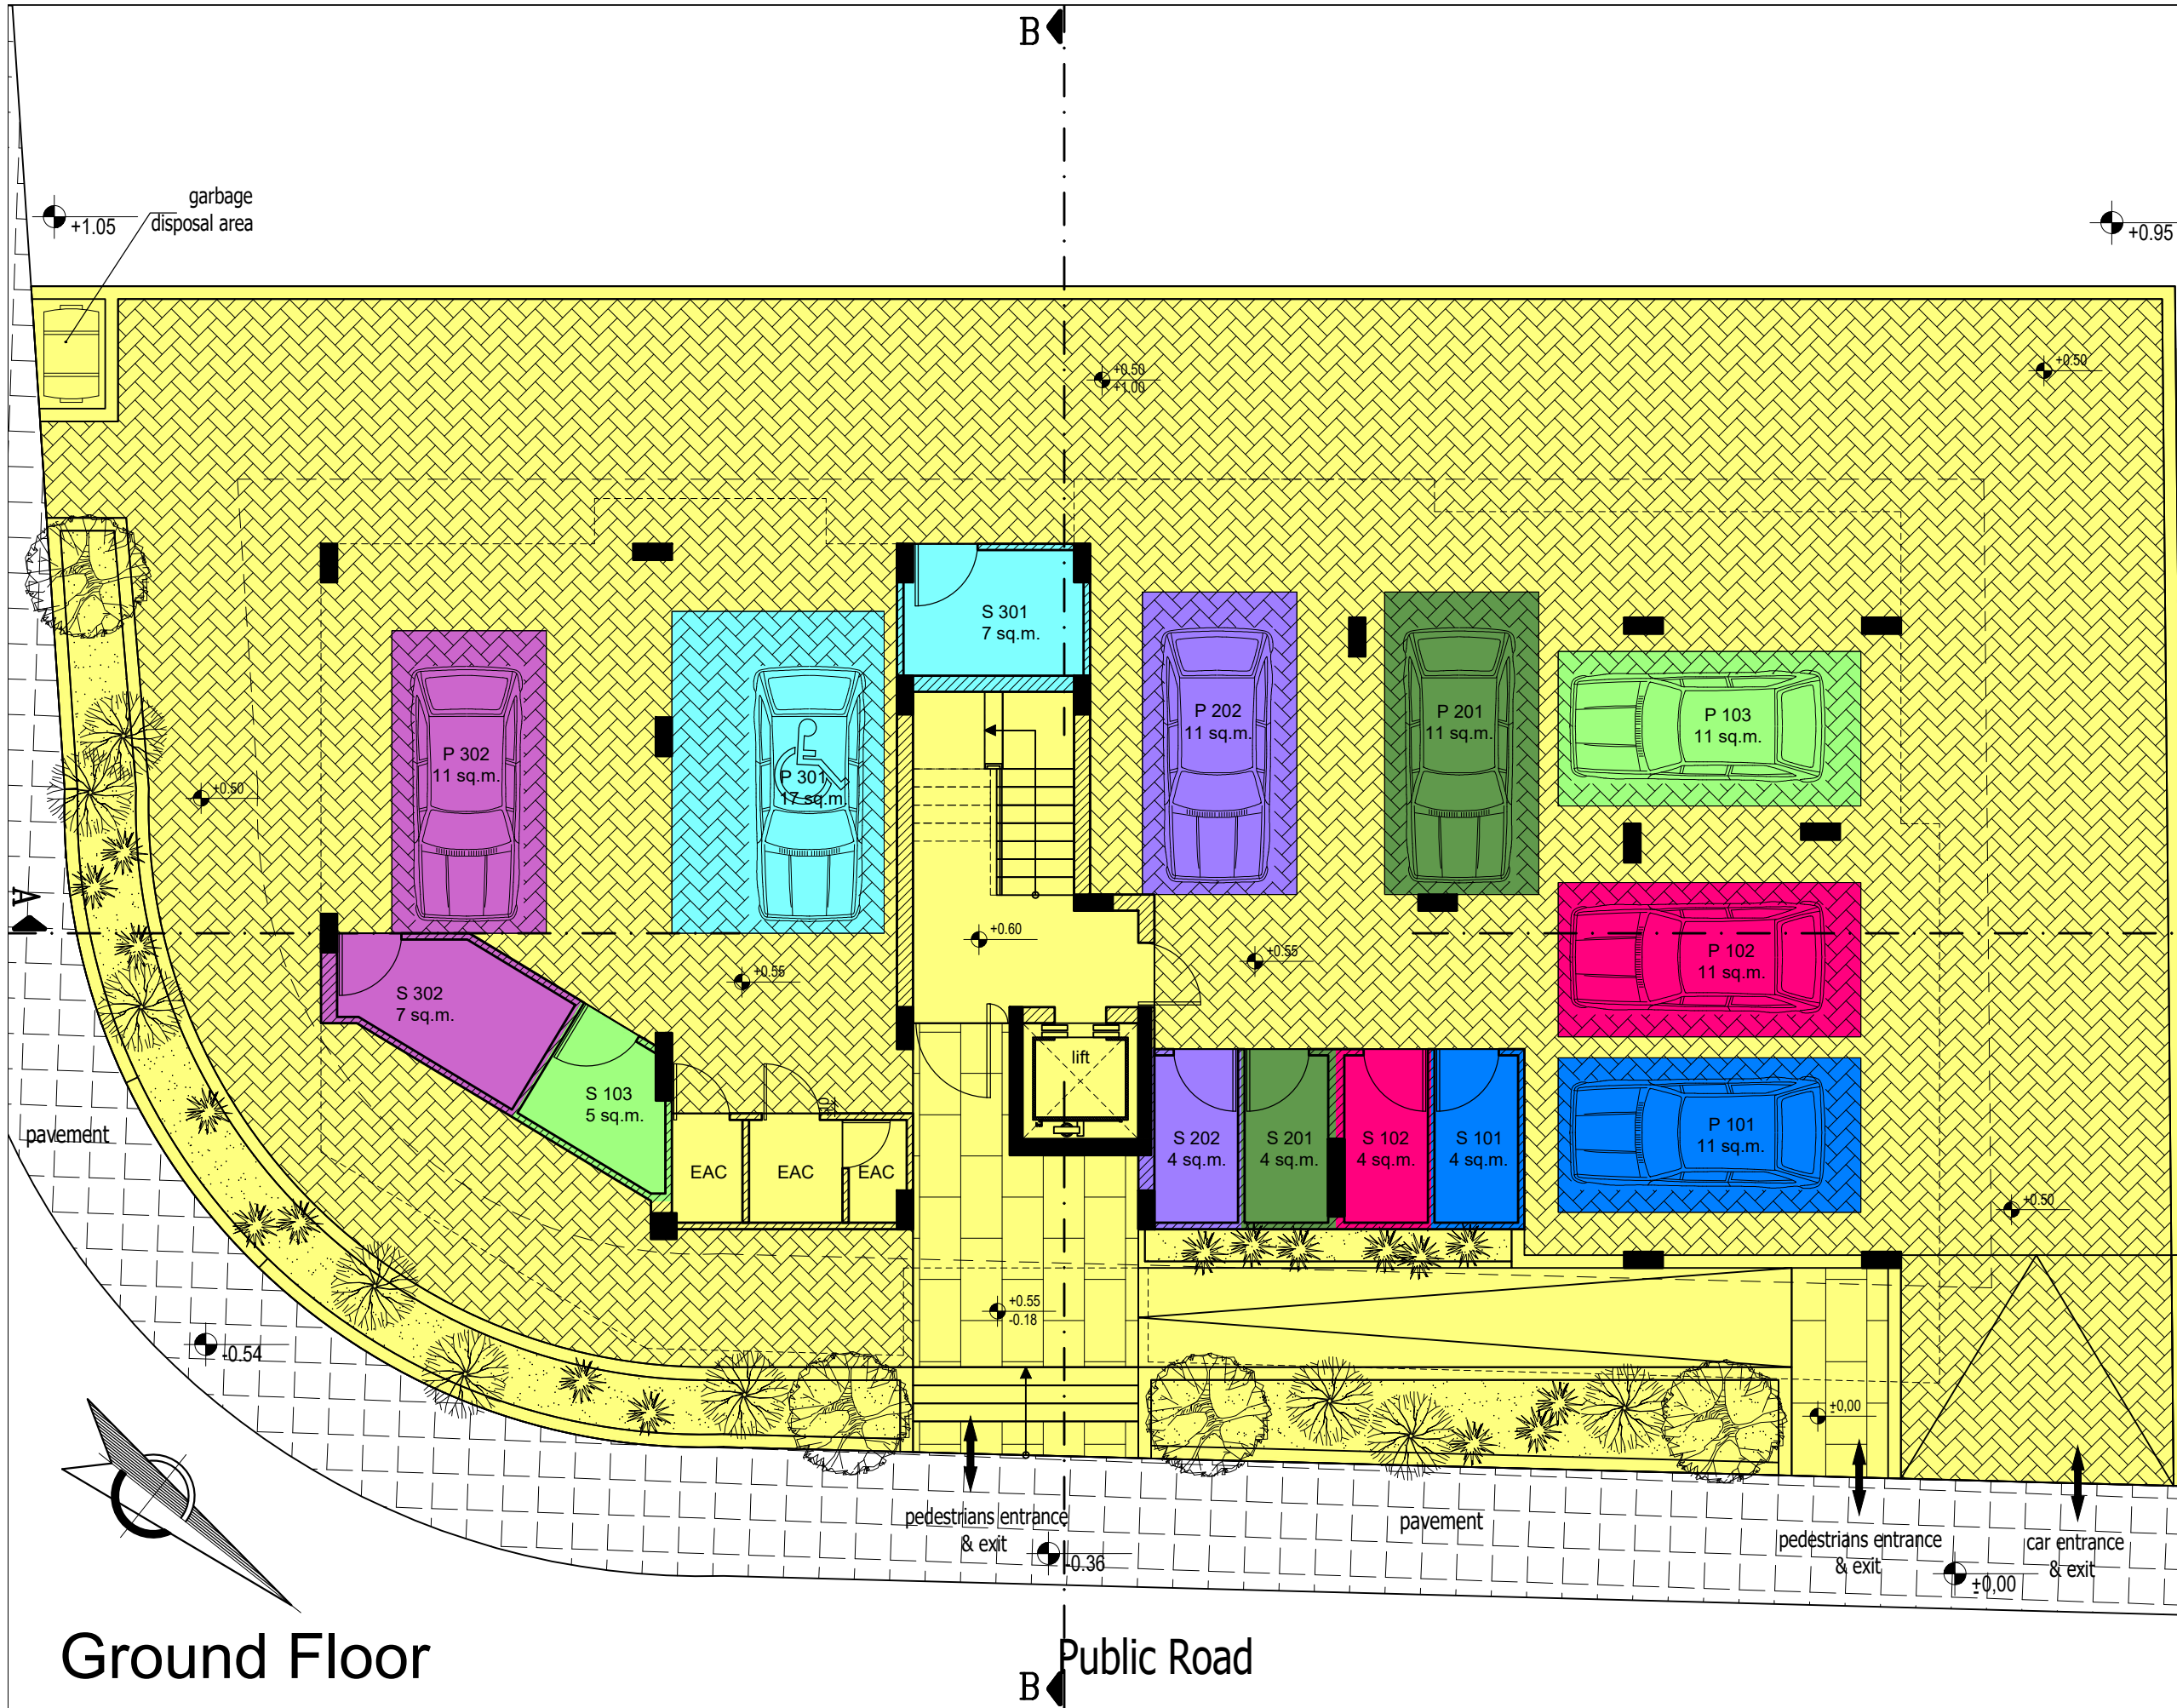 B
garbage
disposal area
+1.05
+0.95
+0.50
+1.00
+0.50
S 301
7 sq.m.
P 302
11 sq.m.
P 301
17 sq.m
P 202
11 sq.m.
P 201
11 sq.m.
P 103
11 sq.m.
+0.50
A
+0.60
+0.55
+0.55
P 102
11 sq.m.
S 302
7 sq.m.
S 103
5 sq.m.
lift
EAC
EAC
EAC
S 202
4 sq.m.
S 201
4 sq.m.
S 102
4 sq.m.
S 101
4 sq.m.
P 101
11 sq.m.
pavement
+0.50
+0.55
-0.18
-0.54
±0,00
pedestrians entrance
& exit
-0.36
pavement
pedestrians entrance
& exit
car entrance
& exit
±0,00
Ground Floor
Public Road
B